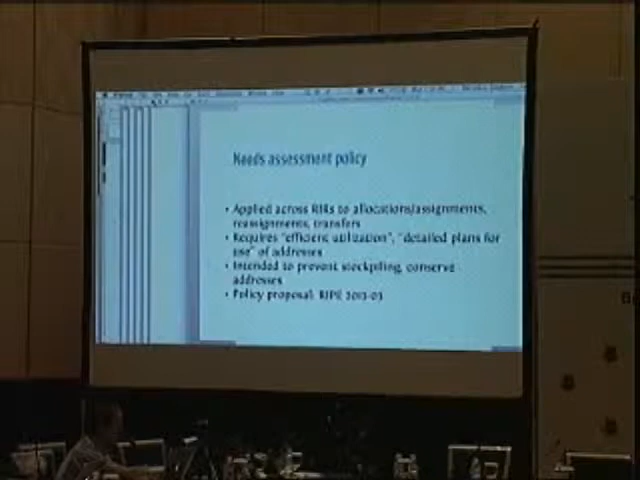 Needs assessment policy
• Applied across RIRs to allocations/assignments,
reassignments, transfers
• Requires "efficient utilization", "detailed plans for
use" of addresses
• Intended to prevent stockpiling, conserve
addresses
• Policy proposal: RIPE 2013-03